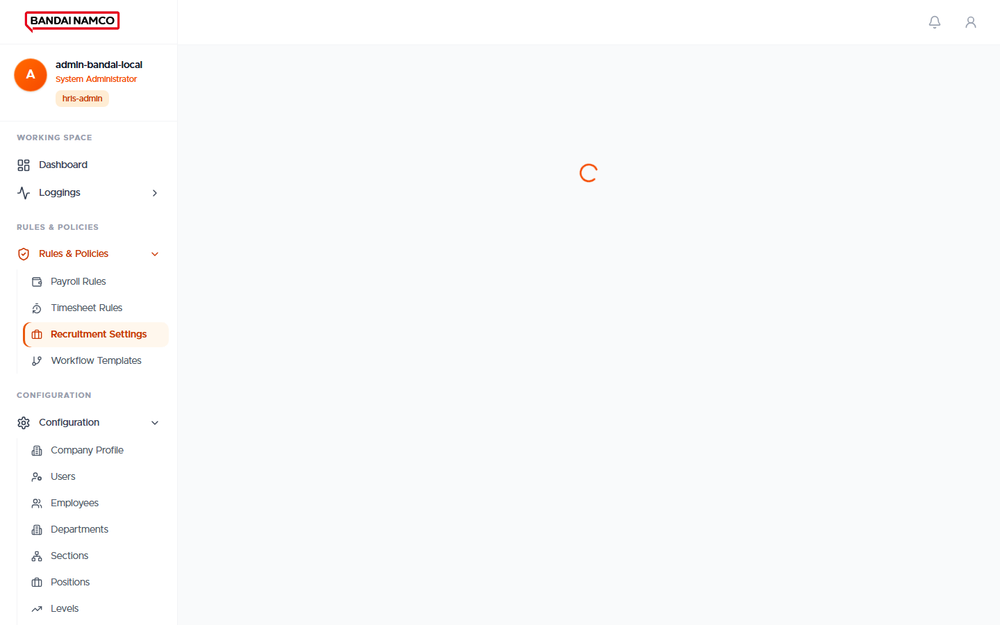 BANDAI NAMCO
A
admin-bandai-local
System Administrator
hris-admin
WORKING SPACE
Dashboard
Loggings
RULES & POLICIES
Rules & Policies
Payroll Rules
Timesheet Rules
Recruitment Settings
Workflow Templates
CONFIGURATION
Configuration
Company Profile
Users
Employees
Departments
Sections
Positions
Levels